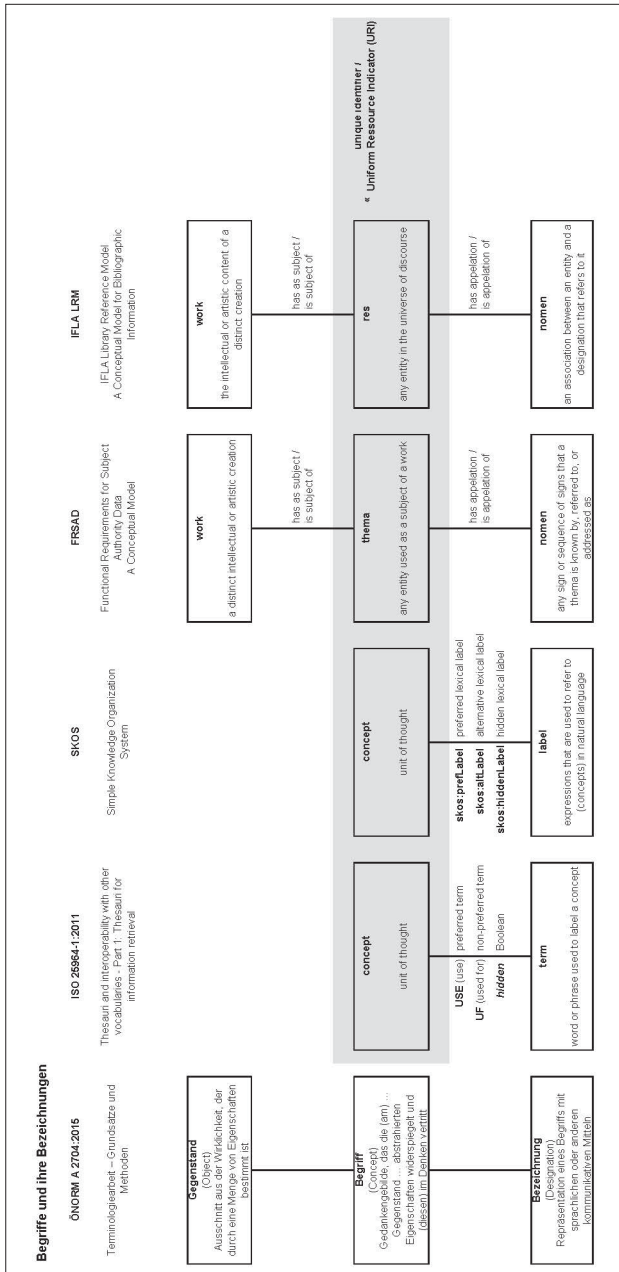 Begriffe und ihre Bezeichnungen
ÖNORM A 2704:2015
Terminologiearbeit – Grundsätze und
Methoden
Gegenstand
(Object)
Ausschnitt aus der Wirklichkeit, der
durch eine Menge von Eigenschaften
bestimmt ist
Begriff
(Concept)
Gedankengebilde, das die (am) ...
Gegenstand ... abstrahierten
Eigenschaften widerspiegelt und
(diesen) im Denken vertritt
Bezeichnung
(Designation)
Repräsentation eines Begriffs mit
sprachlichen oder anderen
kommunikativen Mitteln
ISO 25964-1:2011
Thesauri and interoperability with other
vocabularies - Part 1: Thesauri for
information retrieval
concept
unit of thought
USE (use) preferred term
UF (used for) non-preferred term
hidden Boolean
term
word or phrase used to label a concept
SKOS
Simple Knowledge Organization
System
concept
unit of thought
skos:prefLabel preferred lexical label
skos:altLabel alternative lexical label
skos:hiddenLabel hidden lexical label
label
expressions that are used to refer to
(concepts) in natural language
FRSAD
Functional Requirements for Subject
Authority Data
A Conceptual Model
work
a distinct intellectual or artistic creation
has as subject /
is subject of
thema
any entity used as a subject of a work
has appelation /
is appelation of
nomen
any sign or sequence of signs that a
thema is known by, referred to, or
addressed as
IFLA LRM
IFLA Library Reference Model
A Conceptual Model for Bibliographic
Information
work
the intellectual or artistic content of a
distinct creation
has as subject /
is subject of
res
any entity in the universe of discourse
has appelation /
is appelation of
nomen
an association between an entity and a
designation that refers to it
unique identifier /
« Uniform Ressource Indicator (URI)